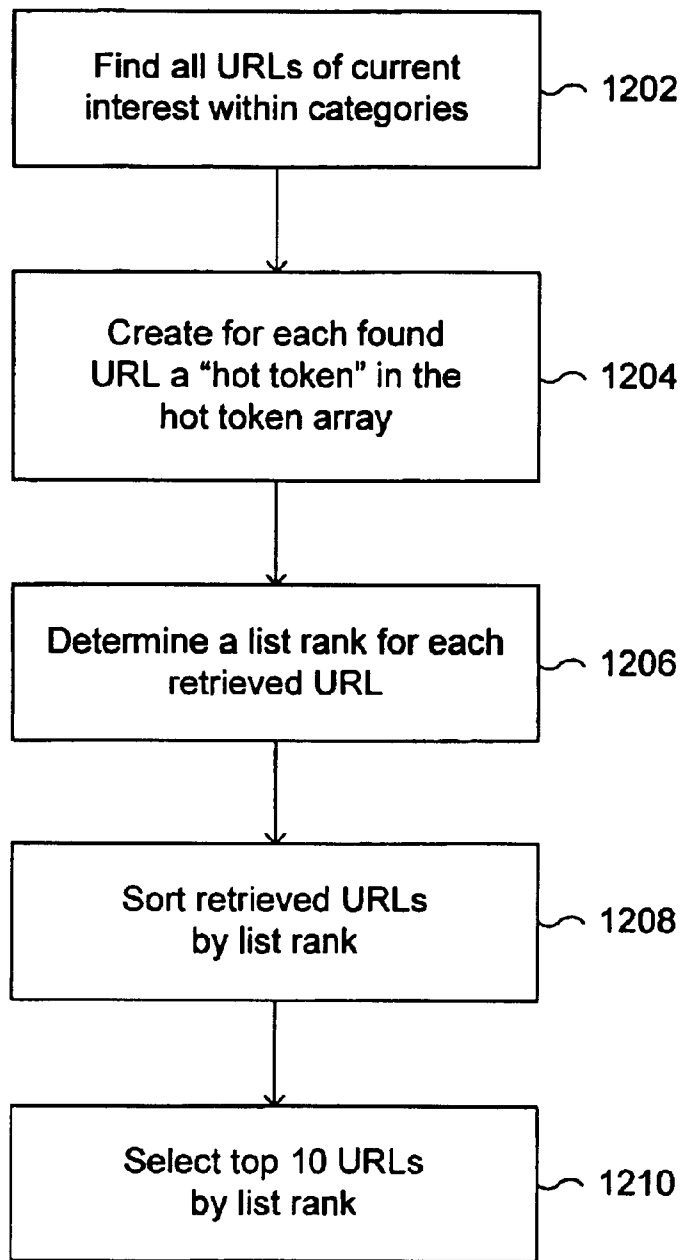 Find all URLs of current
interest within categories
1202
Create for each found
URL a “hot token” in the
hot token array
1204
Determine a list rank for each
retrieved URL
1206
Sort retrieved URLs
by list rank
1208
Select top 10 URLs
by list rank
1210